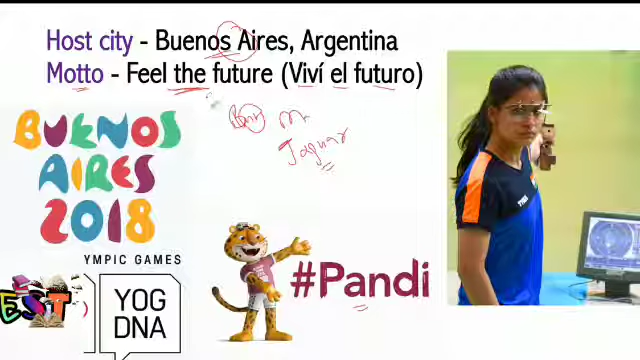 Host city - Buenos Aires, Argentina
Motto - Feel the future (Viví el futuro)
Jaguar
BUENOS
AIRES
2018
YMPIC GAMES
EST
YOG
DNA
#Pandi